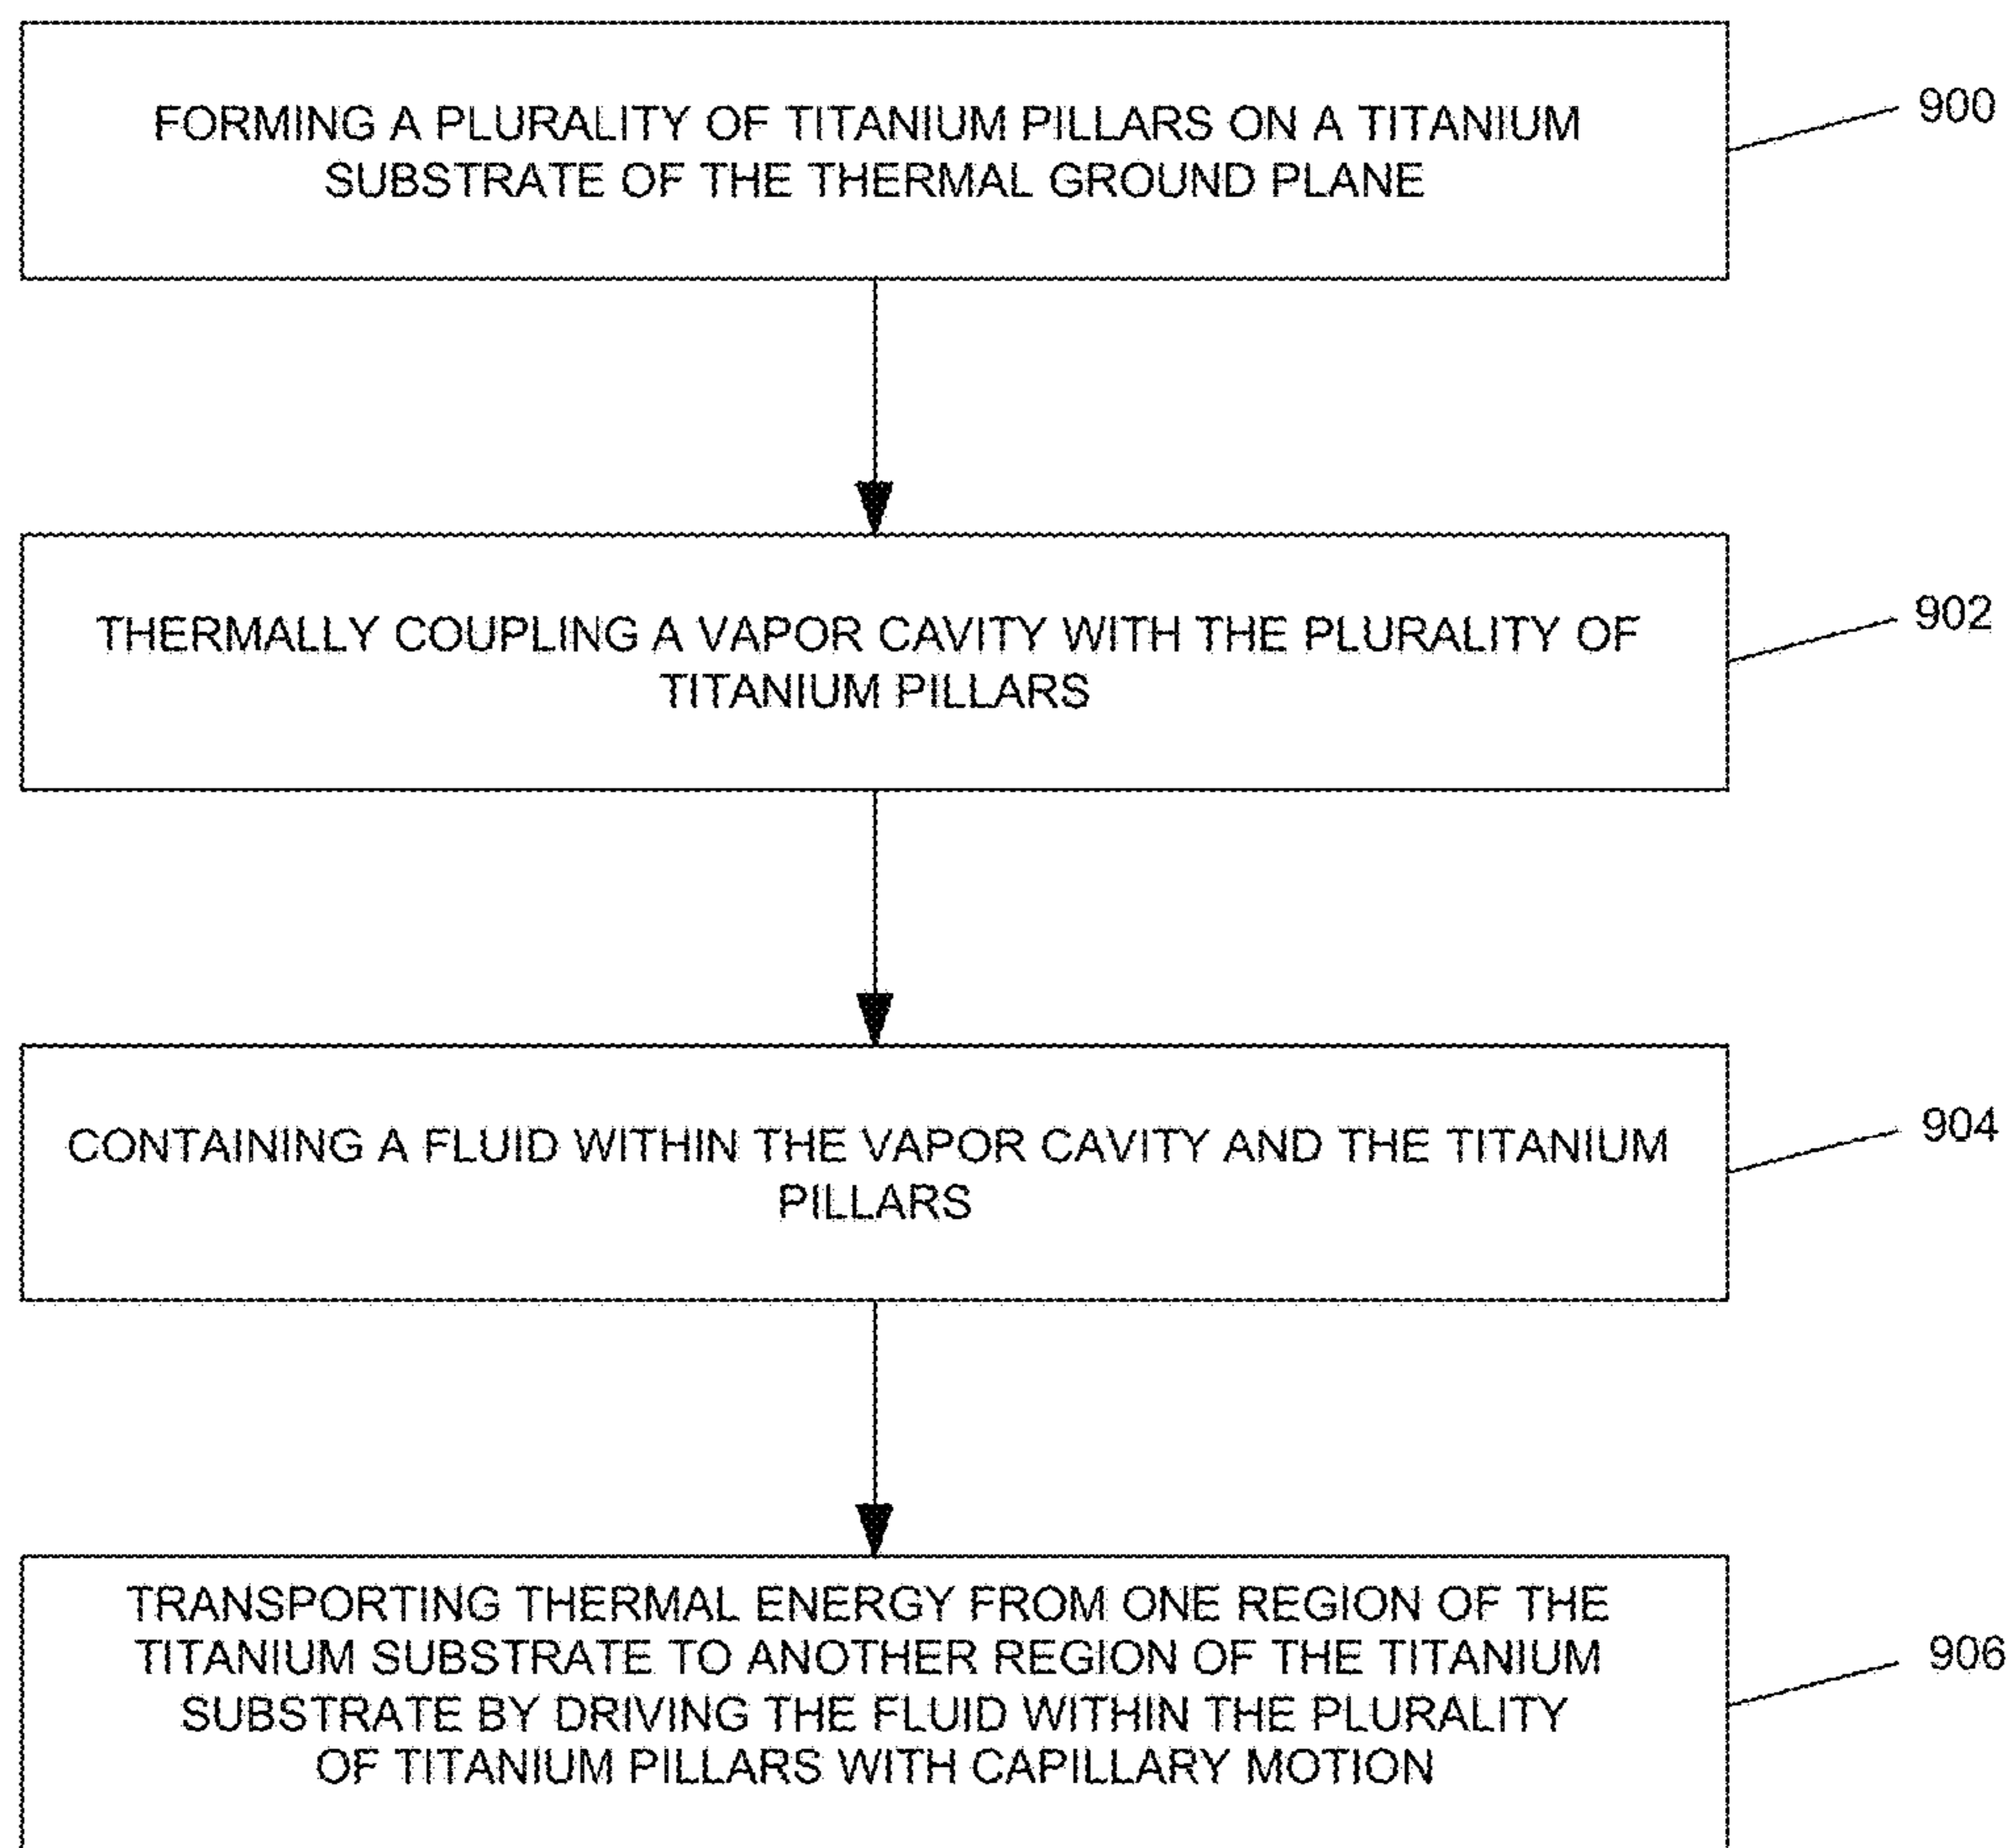 FORMING A PLURALITY OF TITANIUM PILLARS ON A TITANIUM
SUBSTRATE OF THE THERMAL GROUND PLANE
900
THERMALLY COUPLING A VAPOR CAVITY WITH THE PLURALITY OF
TITANIUM PILLARS
902
CONTAINING A FLUID WITHIN THE VAPOR CAVITY AND THE TITANIUM
PILLARS
904
TRANSPORTING THERMAL ENERGY FROM ONE REGION OF THE
TITANIUM SUBSTRATE TO ANOTHER REGION OF THE TITANIUM
SUBSTRATE BY DRIVING THE FLUID WITHIN THE PLURALITY
OF TITANIUM PILLARS WITH CAPILLARY MOTION
906